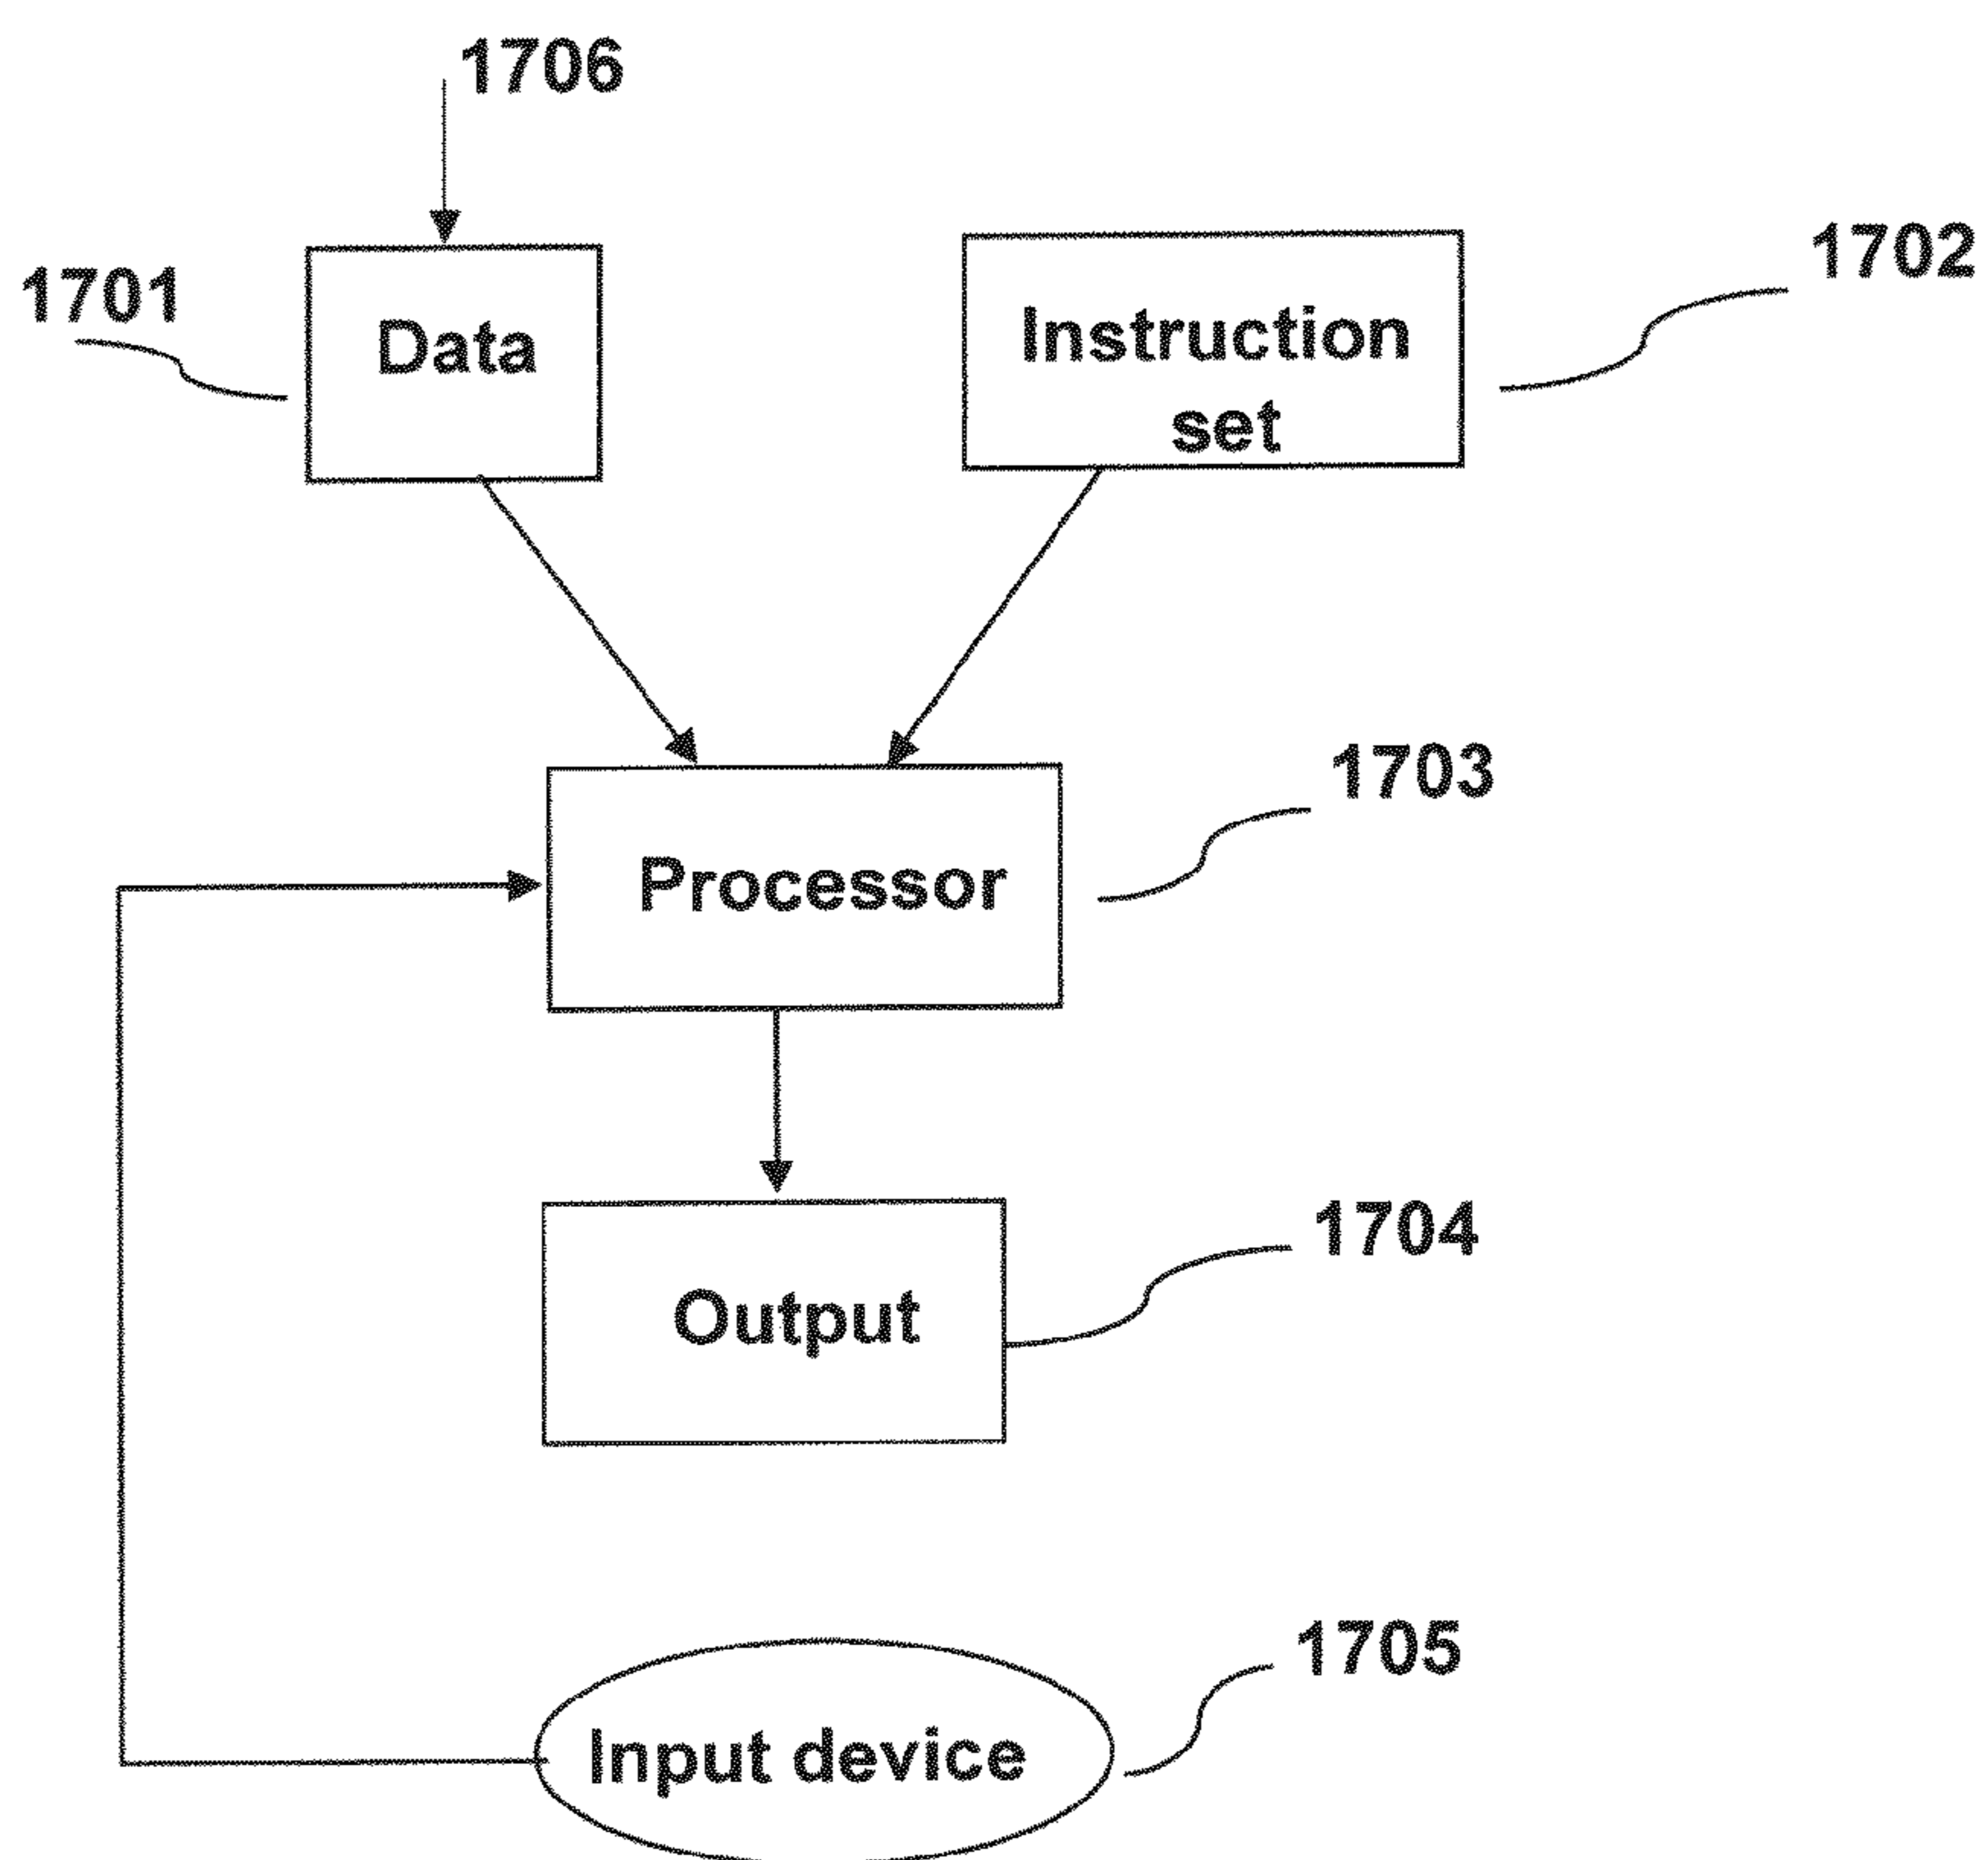 1706
1701
Data
Instruction
set
1702
Processor
1703
Output
1704
Input device
1705